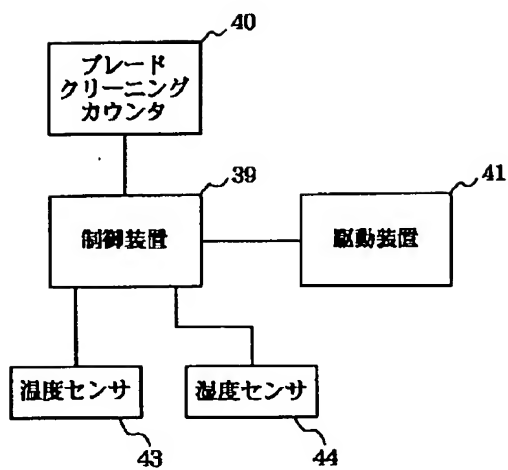 40
ブレード
クリーニング
カウンタ
39
41
制御装置
駆動装置
温度センサ
湿度センサ
43
44